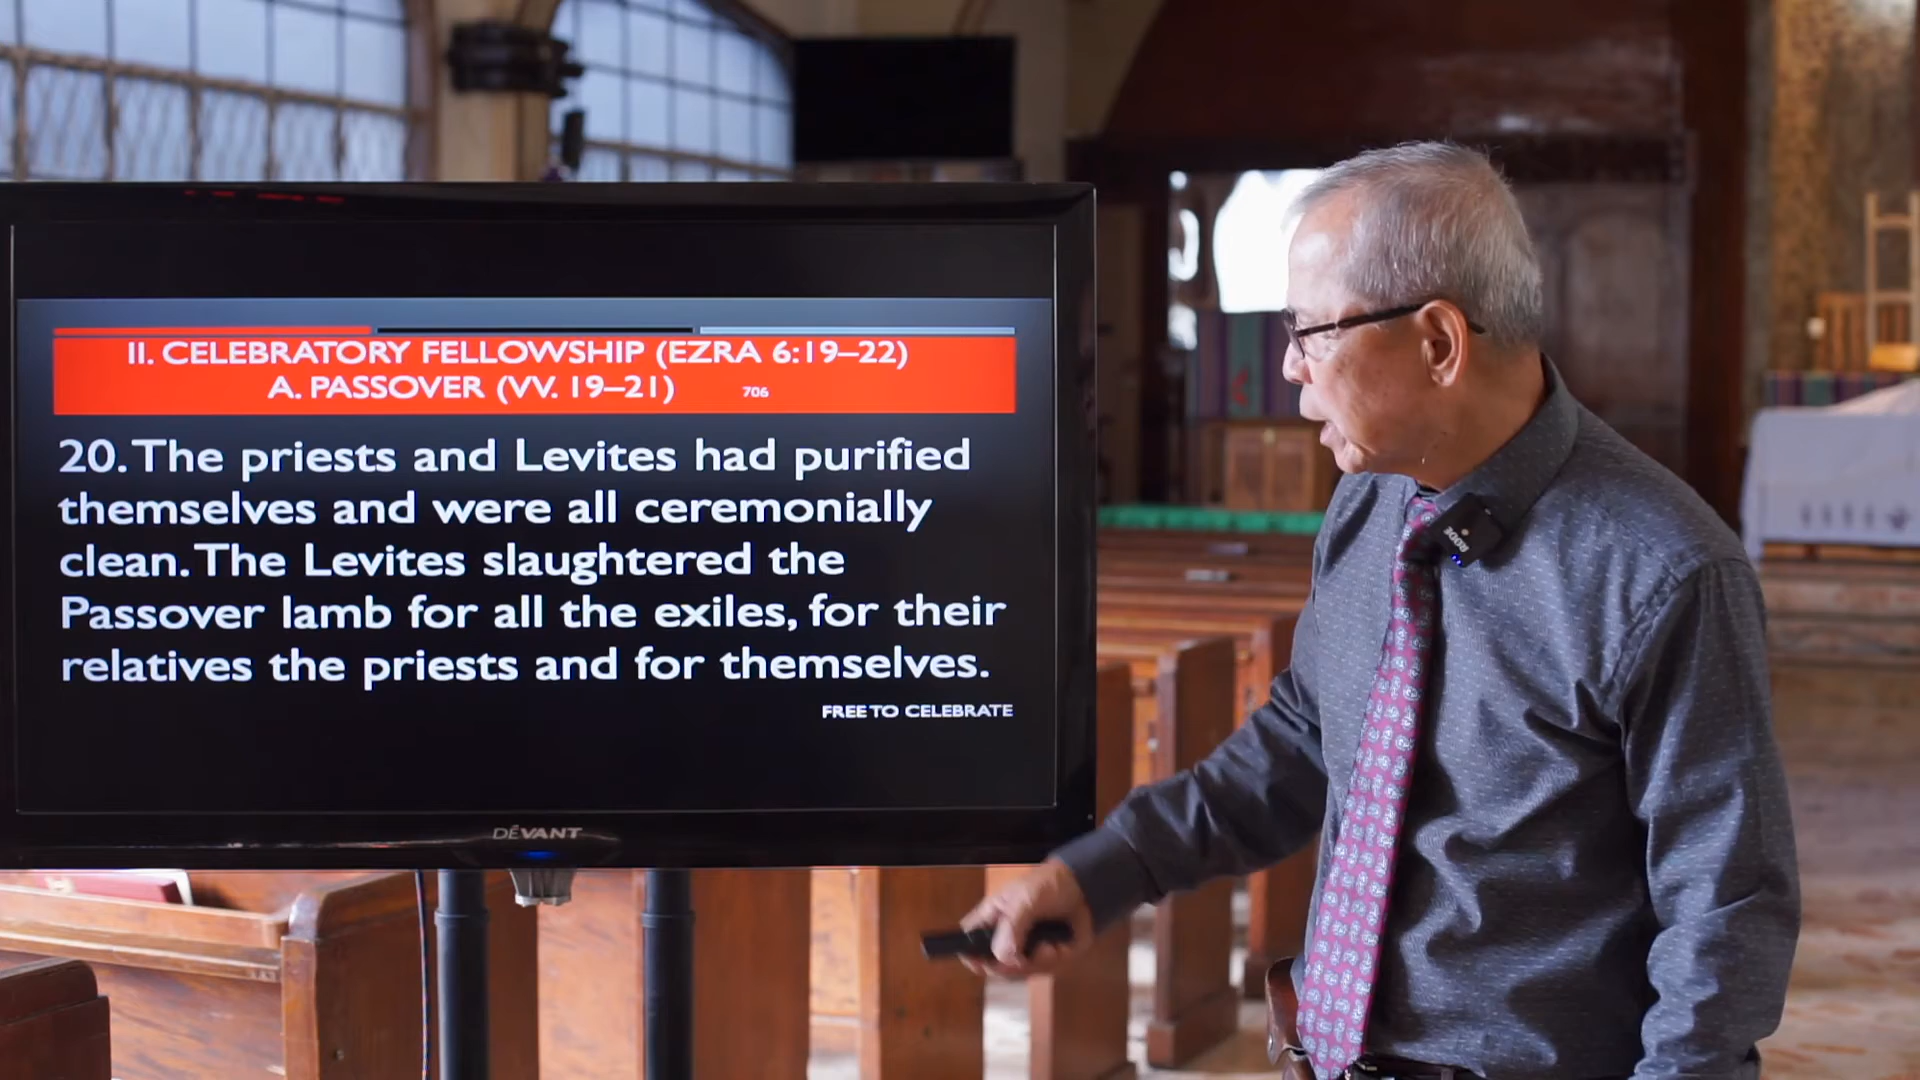 II. CELEBRATORY FELLOWSHIP (EZRA 6:19–22)
A. PASSOVER (VV. 19–21) 706
20. The priests and Levites had purified
themselves and were all ceremonially
clean. The Levites slaughtered the
Passover lamb for all the exiles, for their
relatives the priests and for themselves.
FREE TO CELEBRATE
DEVANT
RODE